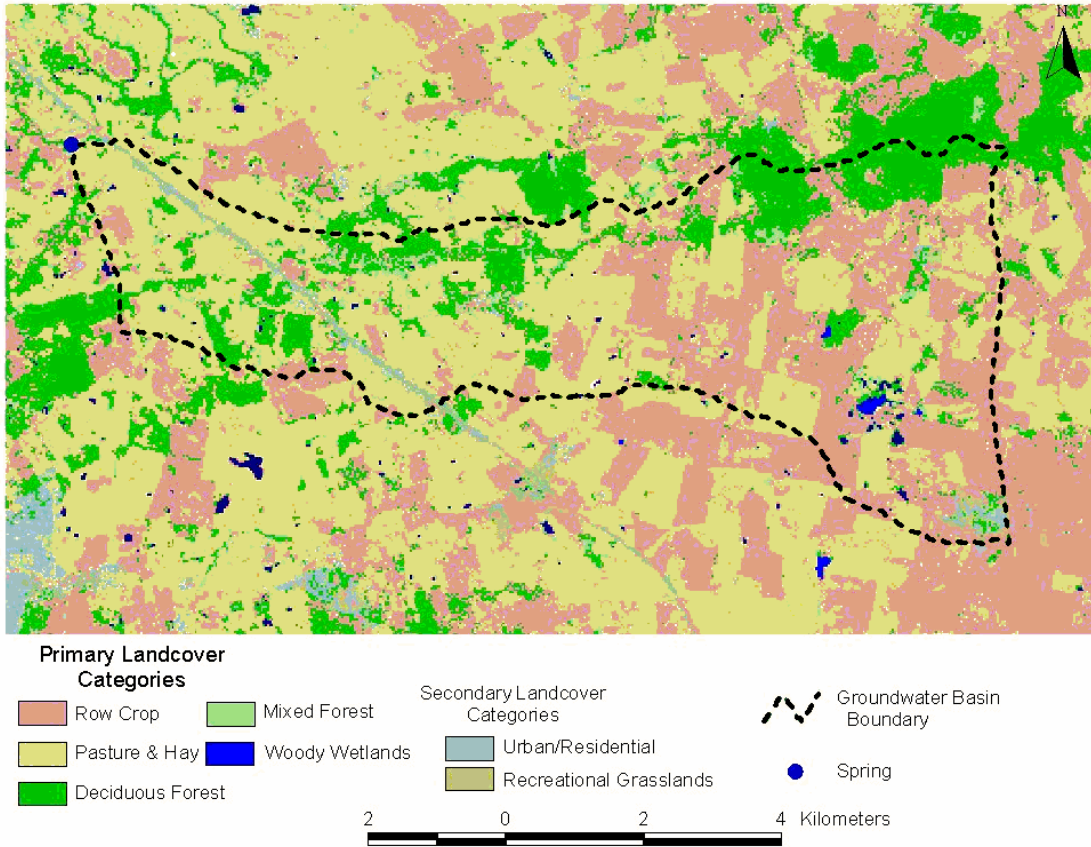 N
Primary Landcover
Categories
Row Crop
Pasture & Hay
Deciduous Forest
Mixed Forest
Woody Wetlands
Secondary Landcover
Categories
Urban/Residential
Recreational Grasslands
Groundwater Basin
Boundary
Spring
2 0 2 4 Kilometers